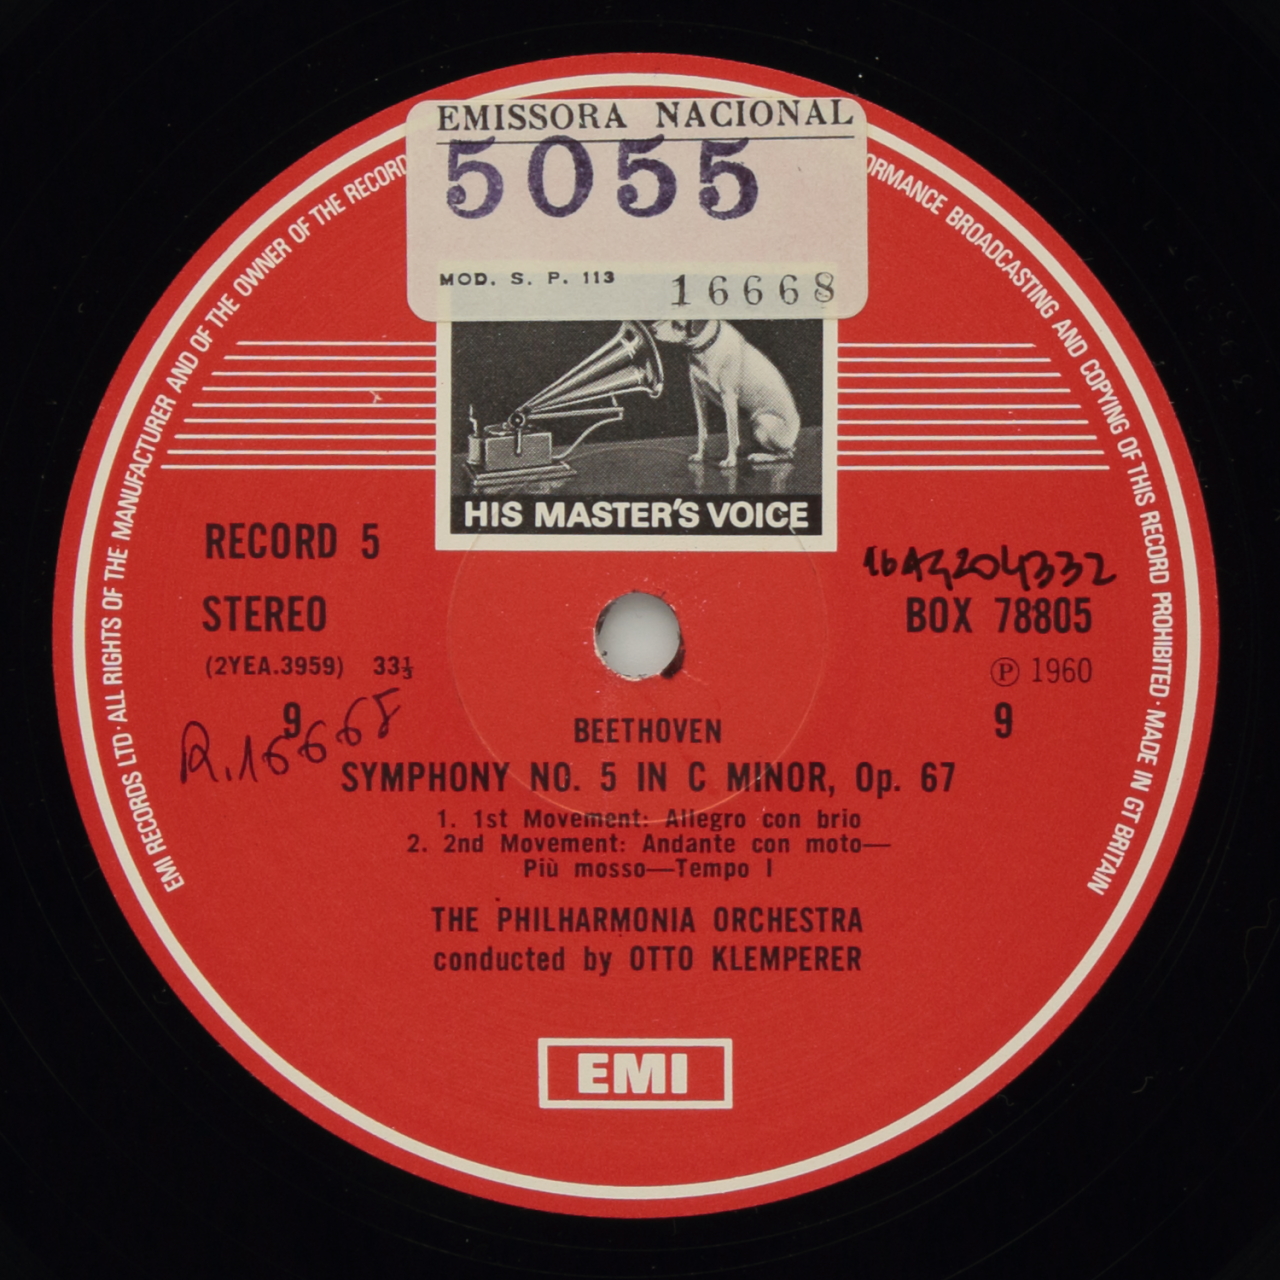 EMISSORA NACIONAL
5055
MOD. S. P. 113 16668
HIS MASTER'S VOICE
RECORD 5
STEREO
BOX 78805
(2YEA.3959) 33⅓
℗ 1960
9 9
R.16668
BEETHOVEN
SYMPHONY NO. 5 IN C MINOR, Op. 67
1. 1st Movement: Allegro con brio
2. 2nd Movement: Andante con moto—
Più mosso—Tempo I
THE PHILHARMONIA ORCHESTRA
conducted by OTTO KLEMPERER
EMI
EMI RECORDS LTD· ALL RIGHTS OF THE MANUFACTURER AND OF THE OWNER OF THE RECORD
BROADCASTING AND COPYING OF THIS RECORD PROHIBITED · MADE IN GT BRITAIN